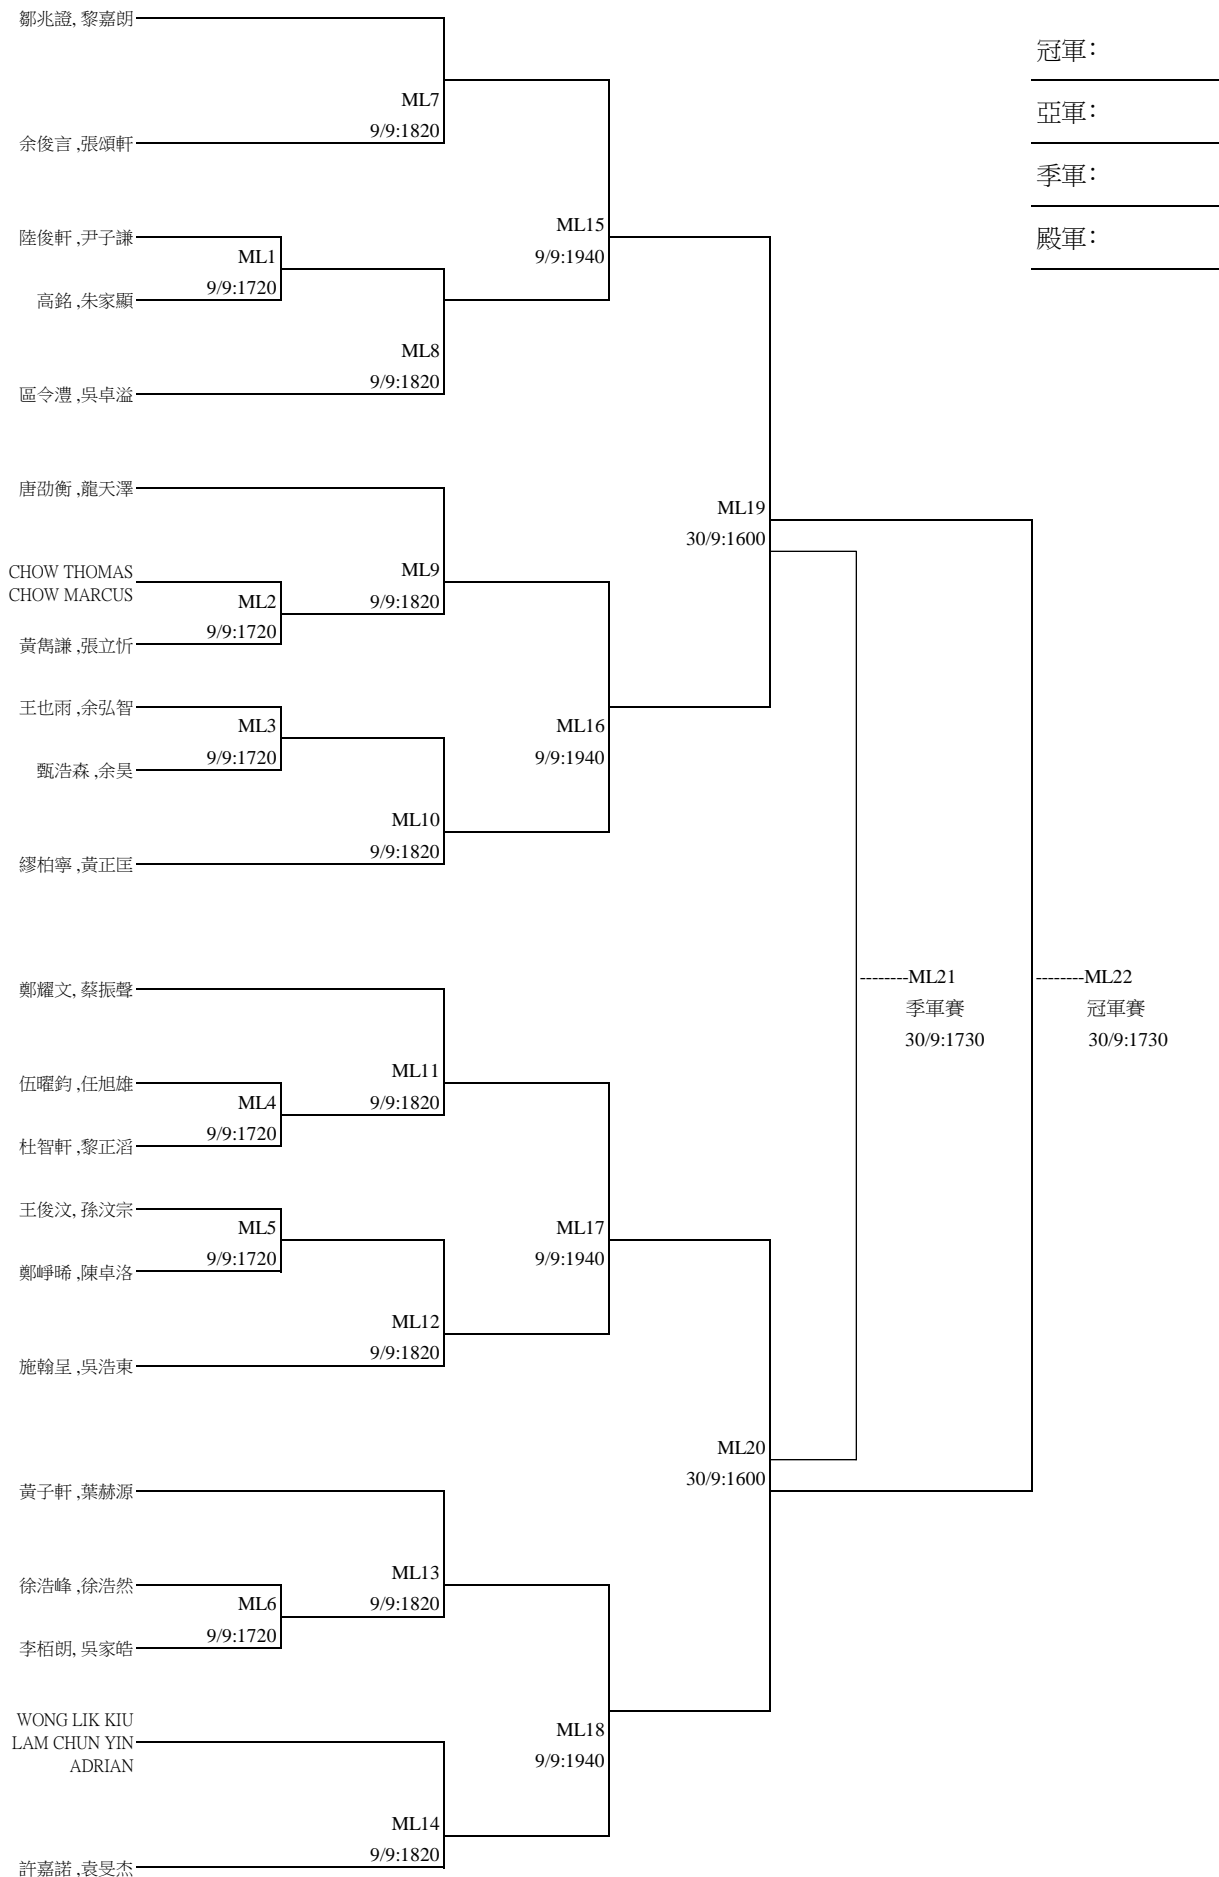 鄒兆證, 黎嘉朗
冠軍：
ML7
亞軍：
9/9:1820
余俊言 ,張頌軒
季軍：
陸俊軒 ,尹子謙
ML15
殿軍：
ML1
9/9:1940
9/9:1720
高銘 ,朱家顯
ML8
9/9:1820
區令澧 ,吳卓溢
唐劭衡 ,龍天澤
ML19
30/9:1600
CHOW THOMAS
CHOW MARCUS
ML9
ML2
9/9:1820
9/9:1720
黃雋謙 ,張立忻
王也雨 ,余弘智
ML3
ML16
9/9:1720
9/9:1940
甄浩森 ,余昊
ML10
9/9:1820
繆柏寧 ,黃正匡
鄭耀文, 蔡振聲
--------ML21
--------ML22
季軍賽
冠軍賽
30/9:1730
30/9:1730
伍曜鈞 ,任旭雄
ML11
ML4
9/9:1820
9/9:1720
杜智軒 ,黎正滔
王俊汶, 孫汶宗
ML5
ML17
9/9:1720
9/9:1940
鄭崢晞 ,陳卓洛
ML12
9/9:1820
施翰呈 ,吳浩東
ML20
30/9:1600
黃子軒 ,葉赫源
徐浩峰 ,徐浩然
ML13
ML6
9/9:1820
9/9:1720
李栢朗, 吳家皓
WONG LIK KIU
LAM CHUN YIN
ADRIAN
ML18
9/9:1940
ML14
9/9:1820
許嘉諾 ,袁旻杰